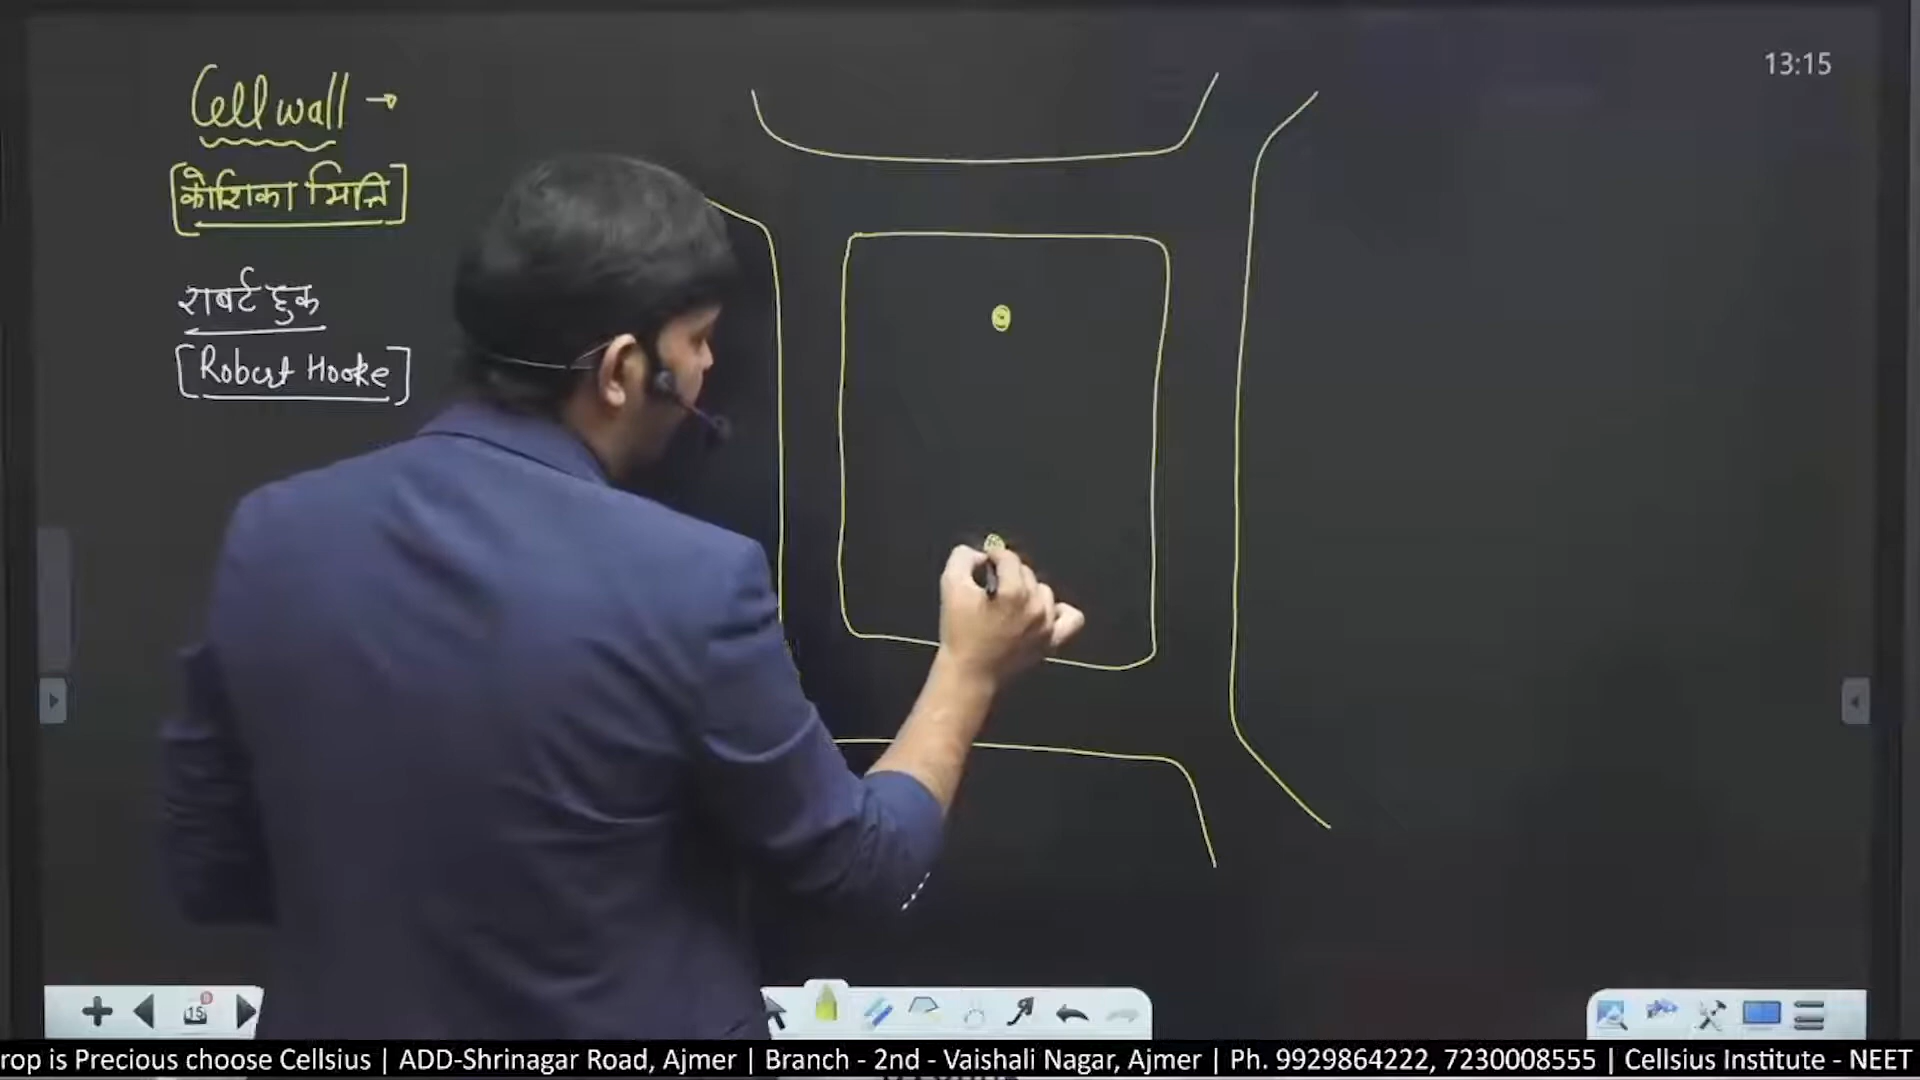 13:15
Cell wall →
[कोशिका भित्ति]
राबर्ट हुक
[Robert Hooke]
15
rop is Precious choose Cellsius | ADD-Shrinagar Road, Ajmer | Branch - 2nd - Vaishali Nagar, Ajmer | Ph. 9929864222, 7230008555 | Cellsius Institute - NEET